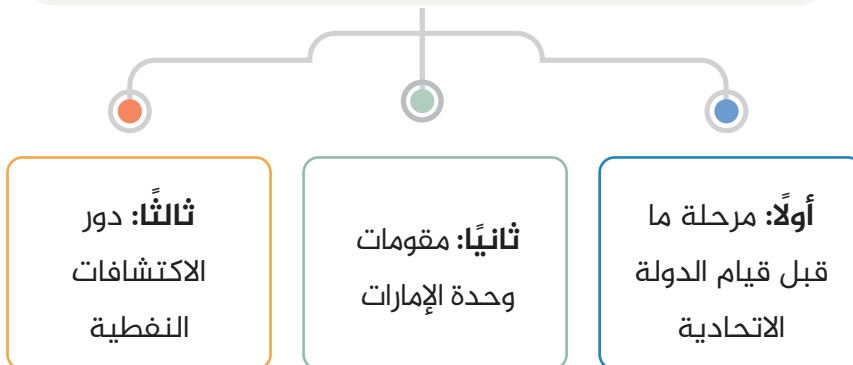 أولًا: مرحلة ما
قبل قيام الدولة
الاتحادية
ثانيًا: مقومات
وحدة الإمارات
ثالثًا: دور
الاكتشافات
النفطية